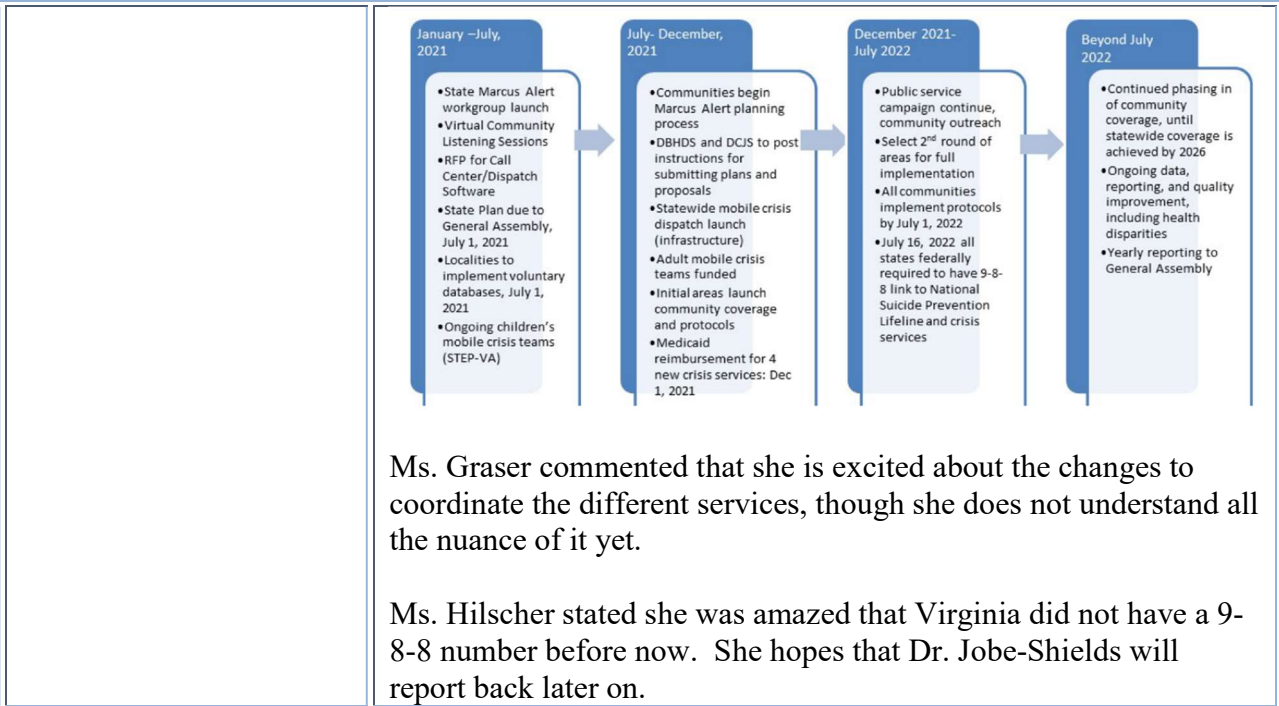 January –July,
2021
•State Marcus Alert
workgroup launch
•Virtual Community
Listening Sessions
•RFP for Call
Center/Dispatch
Software
•State Plan due to
General Assembly,
July 1, 2021
•Localities to
implement voluntary
databases, July 1,
2021
•Ongoing children's
mobile crisis teams
(STEP-VA)
July- December,
2021
•Communities begin
Marcus Alert planning
process
•DBHDS and DCJS to post
instructions for
submitting plans and
proposals
•Statewide mobile crisis
dispatch launch
(infrastructure)
•Adult mobile crisis
teams funded
•Initial areas launch
community coverage
and protocols
•Medicaid
reimbursement for 4
new crisis services: Dec
1, 2021
December 2021-
July 2022
•Public service
campaign continue,
community outreach
•Select 2nd round of
areas for full
implementation
•All communities
implement protocols
by July 1, 2022
•July 16, 2022 all
states federally
required to have 9-8-
8 link to National
Suicide Prevention
Lifeline and crisis
services
Beyond July
2022
•Continued phasing in
of community
coverage, until
statewide coverage is
achieved by 2026
•Ongoing data,
reporting, and quality
improvement,
including health
disparities
•Yearly reporting to
General Assembly
Ms. Graser commented that she is excited about the changes to
coordinate the different services, though she does not understand all
the nuance of it yet.
Ms. Hilscher stated she was amazed that Virginia did not have a 9-
8-8 number before now.  She hopes that Dr. Jobe-Shields will
report back later on.